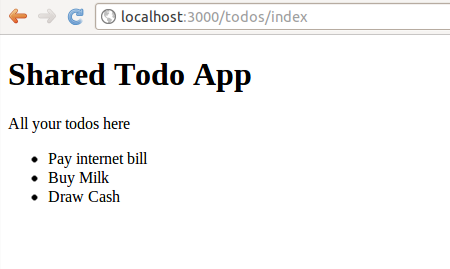 localhost:3000/todos/index
Shared Todo App
All your todos here
Pay internet bill
Buy Milk
Draw Cash